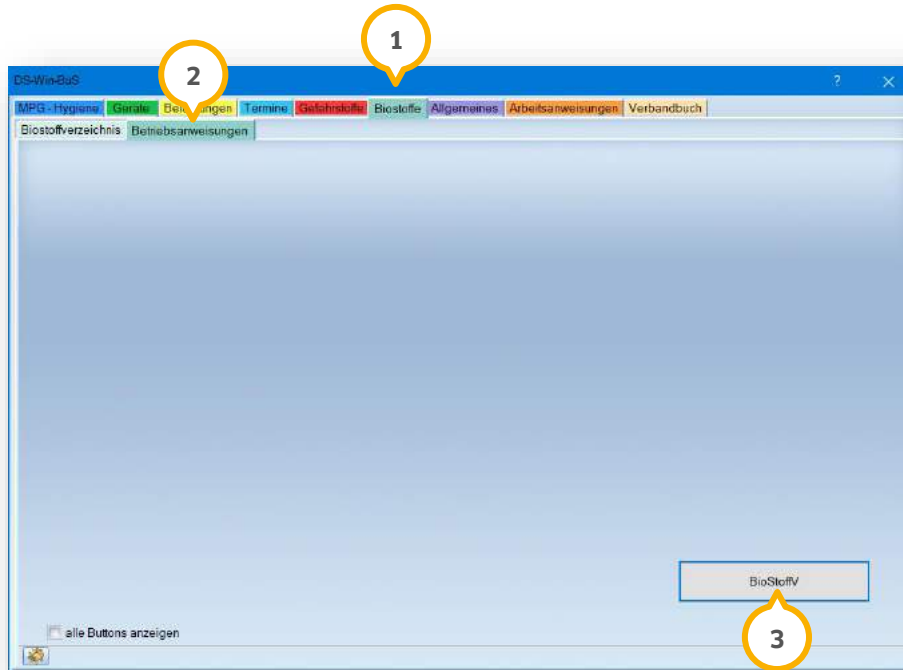 1
2
DS-Win-BuS ?
MPG - Hygiene Geräte Termine Gefahrstoffe Biostoffe Allgemeines Arbeitsanweisungen Verbandbuch
Biostoffverzeichnis Betriebsanweisungen
BioStoffV
alle Buttons anzeigen
3